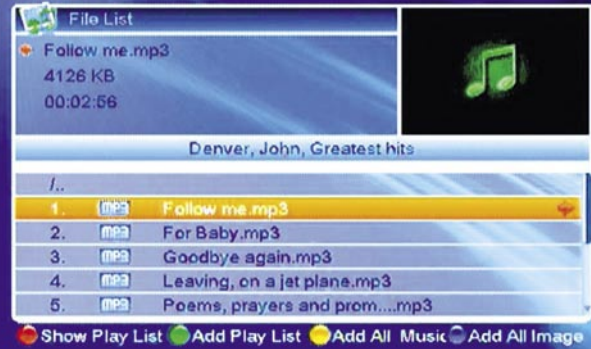 File List
Follow me.mp3
4126 KB
00:02:56
Denver, John, Greatest hits
/..
1. MP3 Follow me.mp3
2. MP3 For Baby.mp3
3. MP3 Goodbye again.mp3
4. MP3 Leaving, on a jet plane.mp3
5. MP3 Poems, prayers and prom....mp3
Show Play List Add Play List Add All Music Add All Image